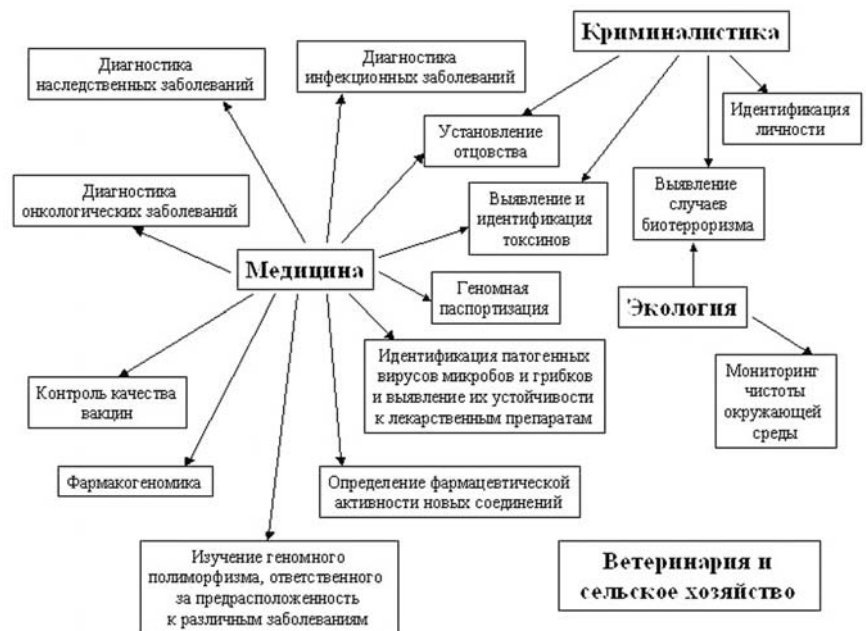 Криминалистика
Диагностика
наследственных заболеваний
Диагностика
инфекционных заболеваний
Идентификация
личности
Установление
отцовства
Диагностика
онкологических заболеваний
Выявление и
идентификация
токсинов
Выявление
случаев
биотерроризма
Медицина
Геномная
паспортизация
Экология
Идентификация патогенных
вирусов микробов и грибков
и выявление их устойчивости
к лекарственным препаратам
Мониторинг
чистоты
окружающей
среды
Контроль качества
вакцин
Фармакогеномика
Определение фармацевтической
активности новых соединений
Изучение геномного
полиморфизма, ответственного
за предрасположенность
к различным заболеваниям
Ветеринария и
сельское хозяйство